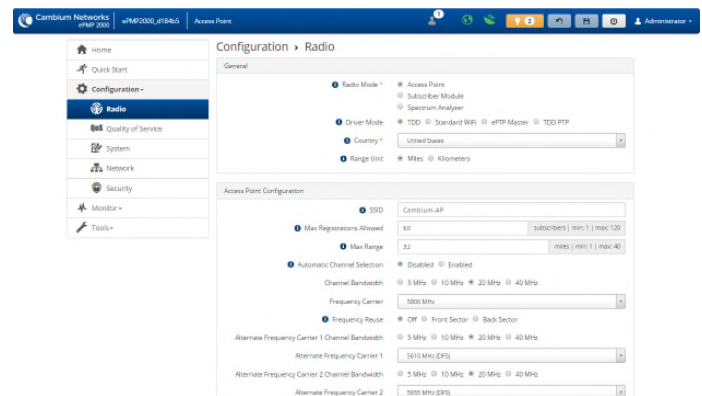 Cambium Networks
ePMP 2000
ePMP2000_d184b5
Access Point
1
2
Administrator
Home
Quick Start
Configuration
Radio
QoS Quality of Service
System
Network
Security
Monitor
Tools
Configuration › Radio
General
Radio Mode * Access Point
Subscriber Module
Spectrum Analyzer
Driver Mode TDD Standard WiFi ePTP Master TDD PTP
Country * United States
Range Unit Miles Kilometers
Access Point Configuration
SSID Cambium-AP
Max Registrations Allowed 60 subscribers | min: 1 | max: 120
Max Range 32 miles | min: 1 | max: 40
Automatic Channel Selection Disabled Enabled
Channel Bandwidth 5 MHz 10 MHz 20 MHz 40 MHz
Frequency Carrier 5800 MHz
Frequency Reuse Off Front Sector Back Sector
Alternate Frequency Carrier 1 Channel Bandwidth 5 MHz 10 MHz 20 MHz 40 MHz
Alternate Frequency Carrier 1 5610 MHz (DFS)
Alternate Frequency Carrier 2 Channel Bandwidth 5 MHz 10 MHz 20 MHz 40 MHz
Alternate Frequency Carrier 2 5655 MHz (DFS)